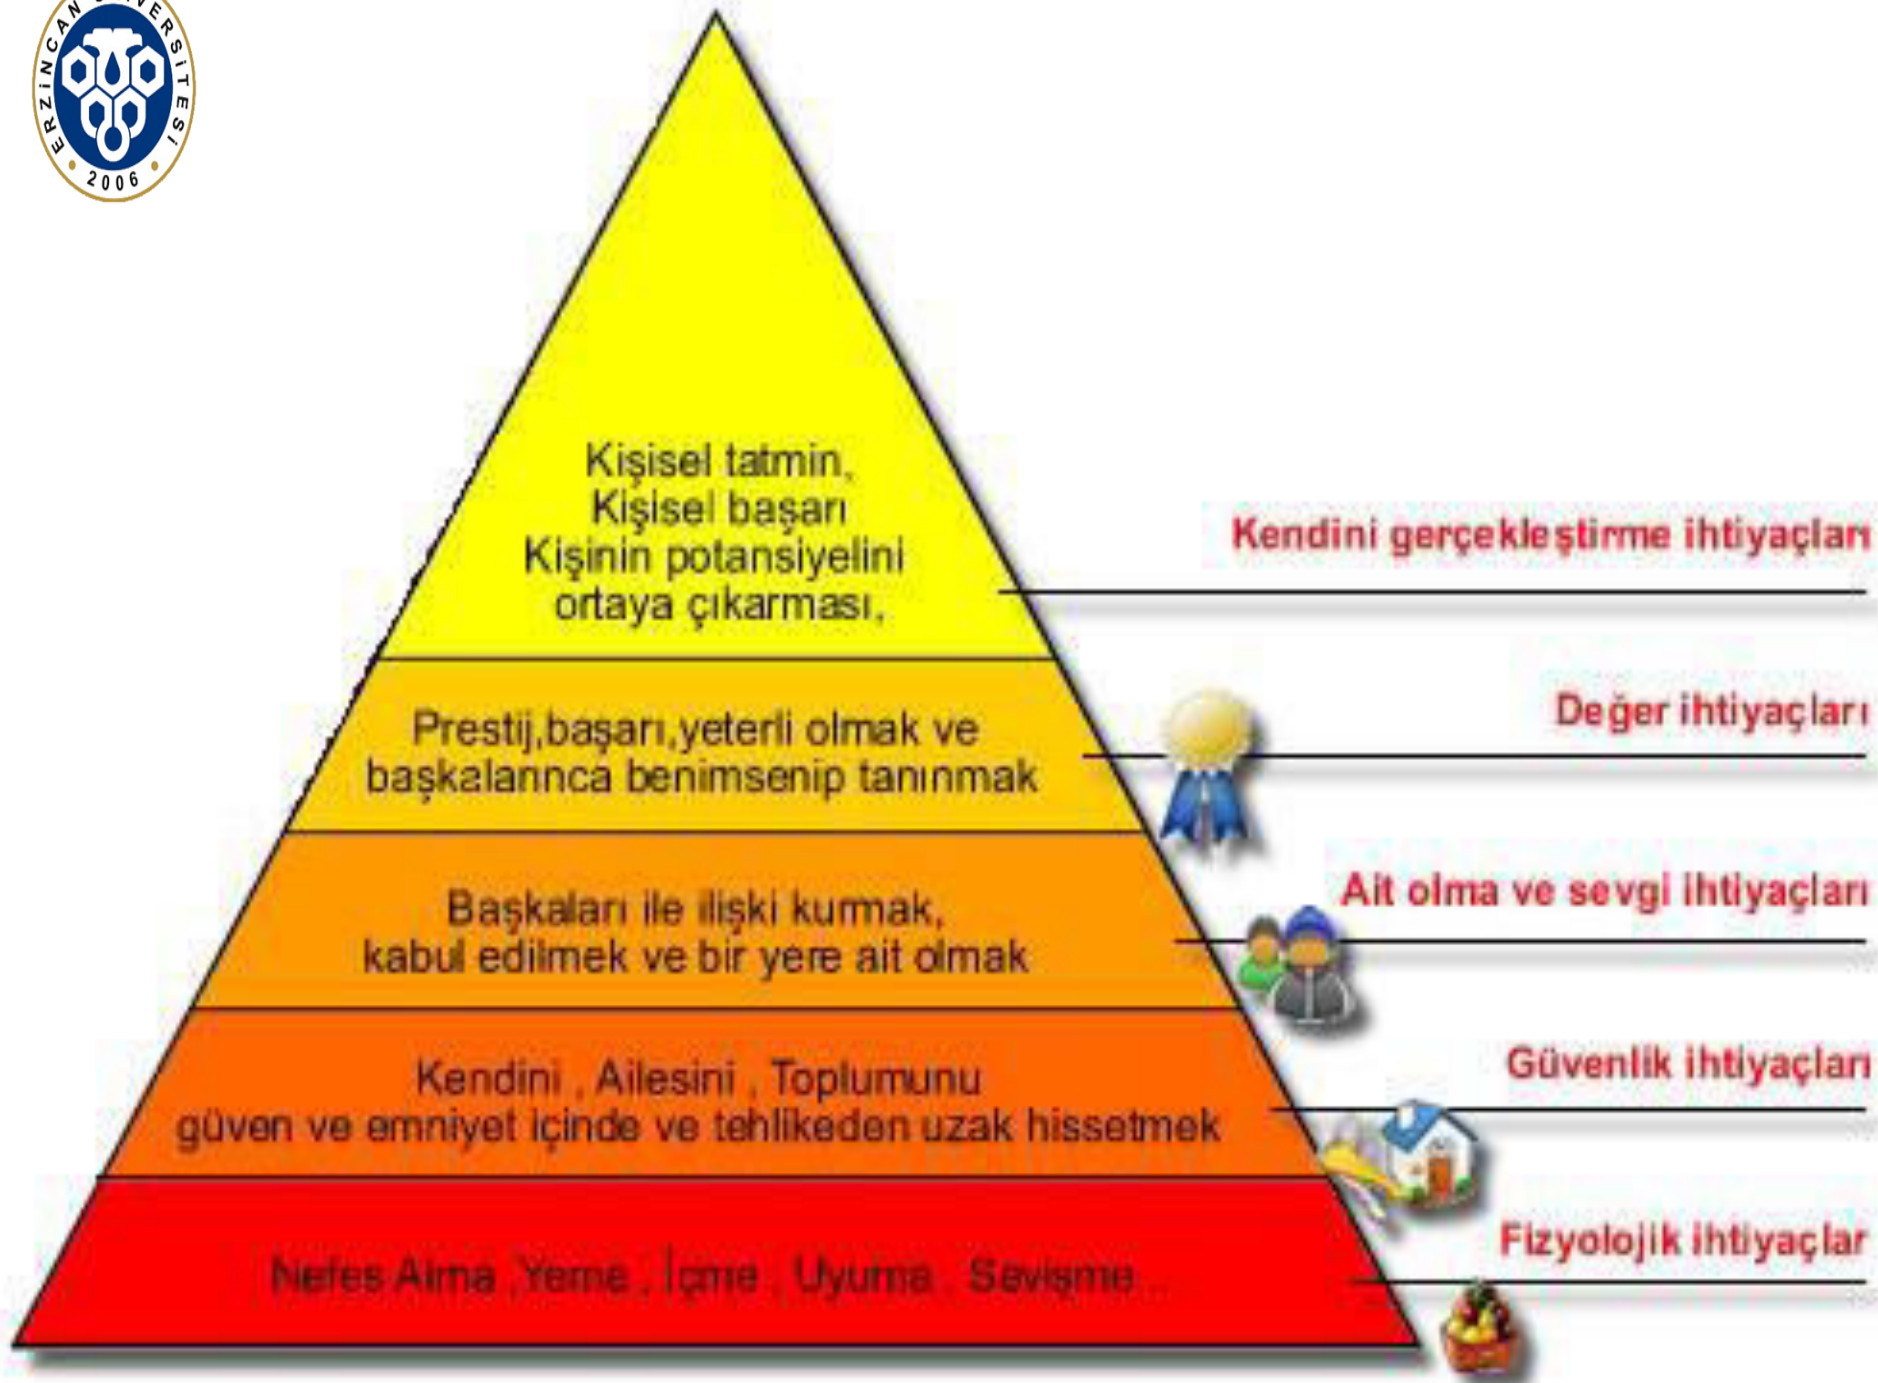 ERZİNCAN ÜNİVERSİTESİ
2006
Kişisel tatmin,
Kişisel başarı
Kişinin potansiyelini
ortaya çıkarması,
Kendini gerçekleştirme ihtiyaçları
Prestij,başarı,yeterli olmak ve
başkalarınca benimsenip tanınmak
Değer ihtiyaçları
Başkaları ile ilişki kurmak,
kabul edilmek ve bir yere ait olmak
Ait olma ve sevgi ihtiyaçları
Kendini , Ailesini , Toplumunu
güven ve emniyet içinde ve tehlikeden uzak hissetmek
Güvenlik ihtiyaçları
Nefes Alma ,Yeme , İçme , Uyuma , Sevişme ..
Fizyolojik ihtiyaçlar